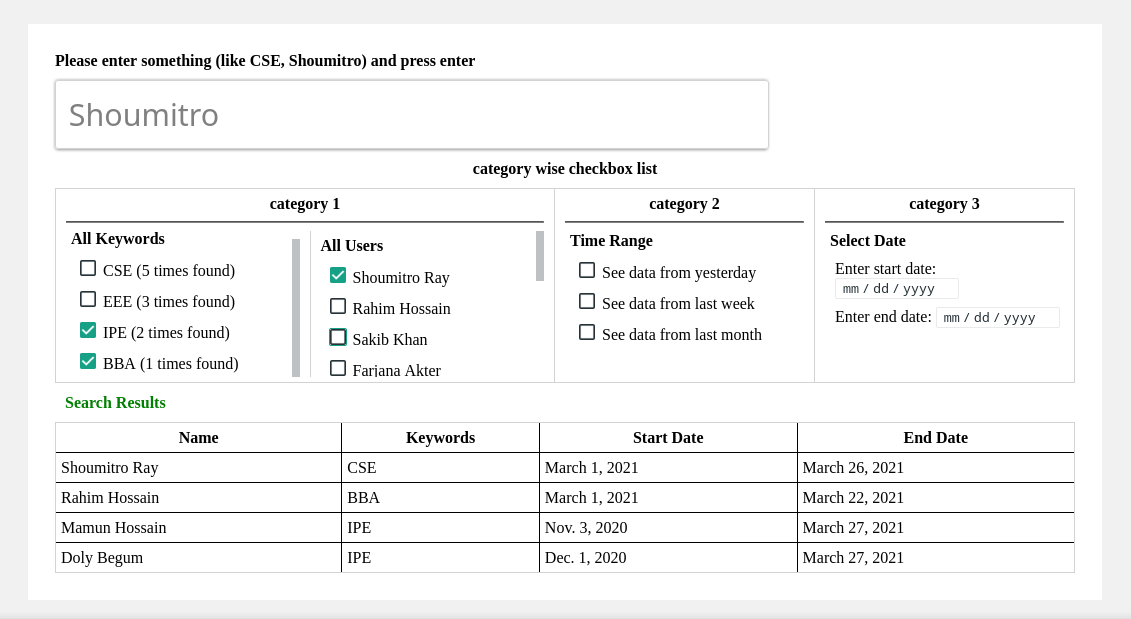 Please enter something (like CSE, Shoumitro) and press enter
Shoumitro
category wise checkbox list
category 1
All Keywords
CSE (5 times found)
EEE (3 times found)
IPE (2 times found)
BBA (1 times found)
All Users
Shoumitro Ray
Rahim Hossain
Sakib Khan
Farjana Akter
category 2
Time Range
See data from yesterday
See data from last week
See data from last month
category 3
Select Date
Enter start date:
mm / dd / yyyy
Enter end date: mm / dd / yyyy
Search Results
Name Keywords Start Date End Date
Shoumitro Ray CSE March 1, 2021 March 26, 2021
Rahim Hossain BBA March 1, 2021 March 22, 2021
Mamun Hossain IPE Nov. 3, 2020 March 27, 2021
Doly Begum IPE Dec. 1, 2020 March 27, 2021